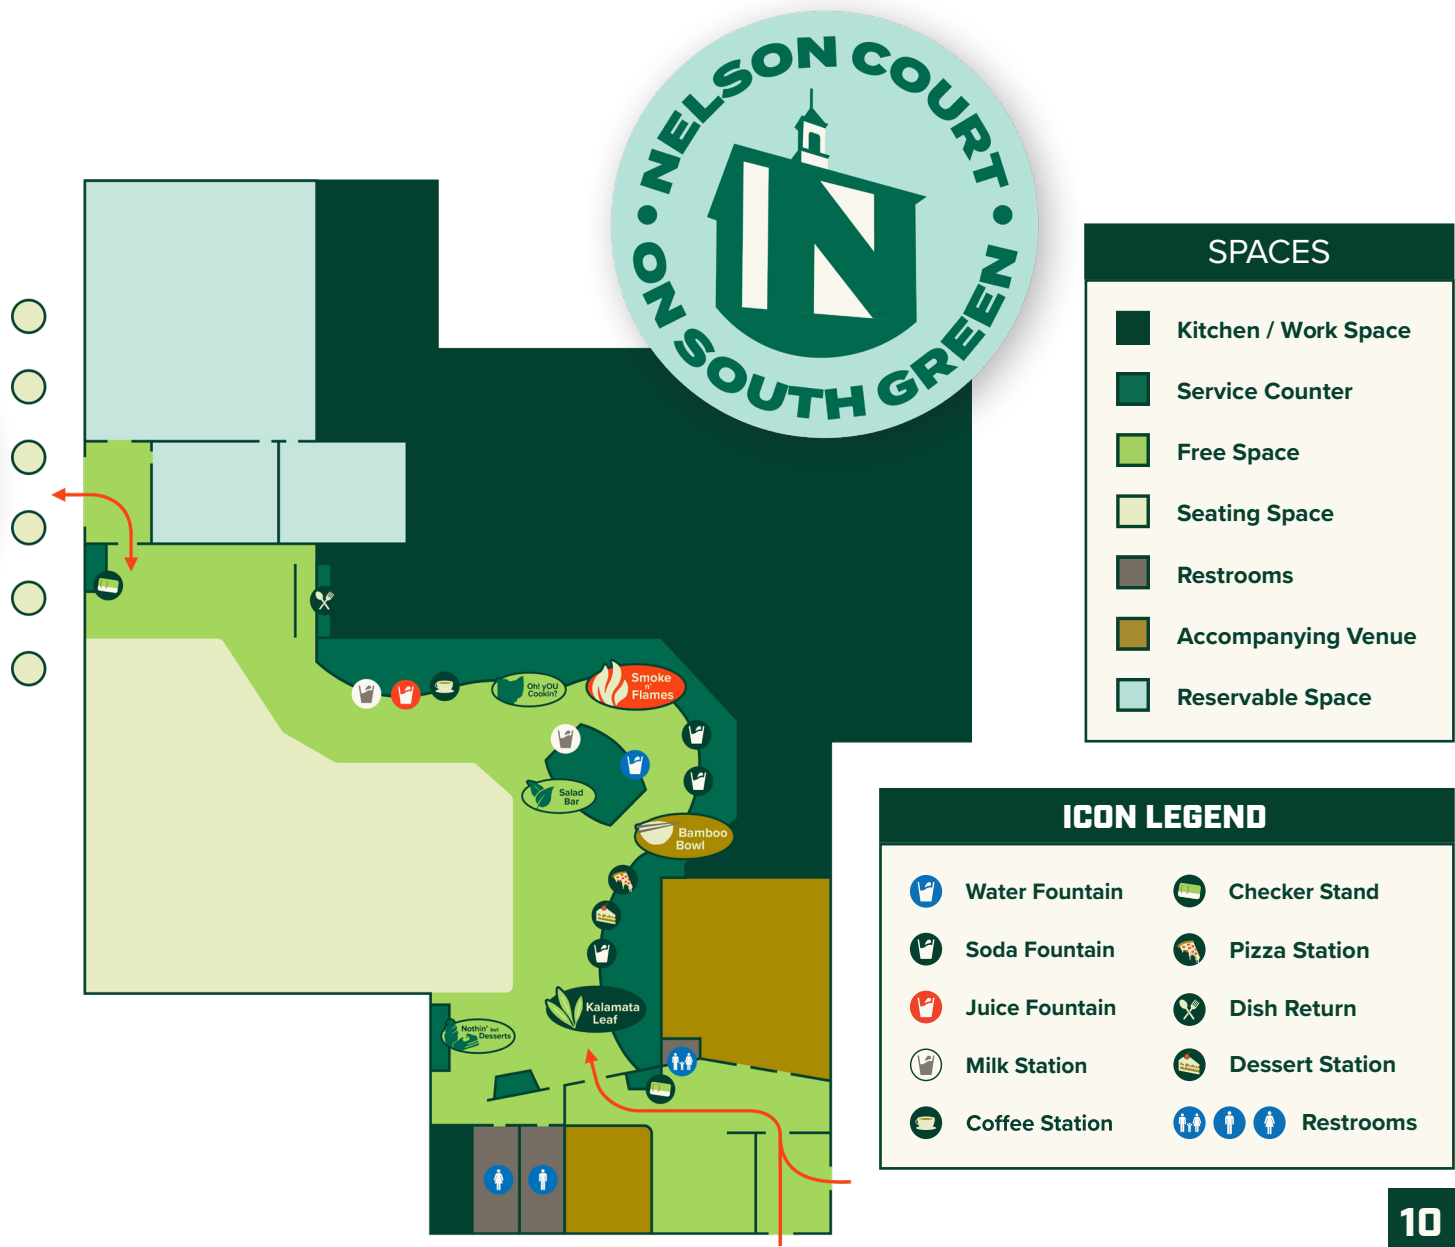 NELSON COURT
ON SOUTH GREEN
SPACES
Kitchen / Work Space
Service Counter
Free Space
Seating Space
Restrooms
Accompanying Venue
Reservable Space
Oh! yOU
Cookin?
Smoke
n'
Flames
Salad
Bar
Bamboo
Bowl
Kalamata
Leaf
Nothin' but
Desserts
ICON LEGEND
Water Fountain
Soda Fountain
Juice Fountain
Milk Station
Coffee Station
Checker Stand
Pizza Station
Dish Return
Dessert Station
Restrooms
10